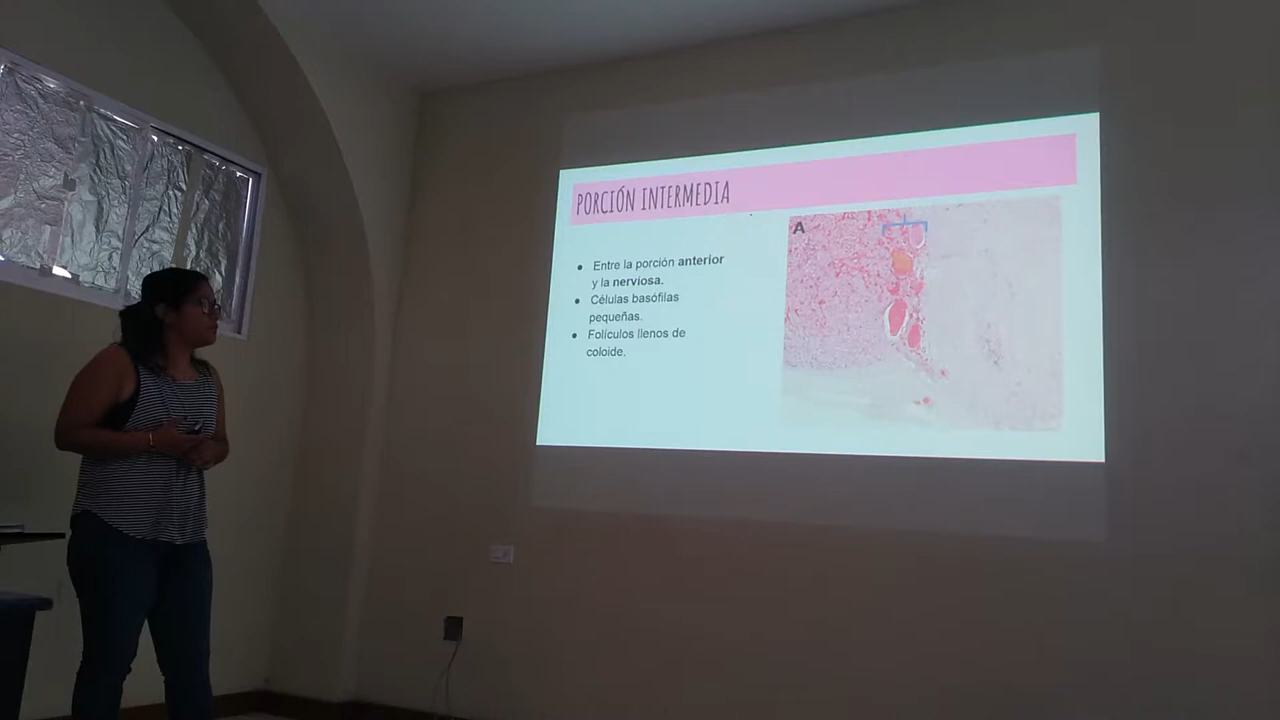 PORCIÓN INTERMEDIA
● Entre la porción anterior
y la nerviosa.
● Células basófilas
pequeñas.
● Folículos llenos de
coloide.
A